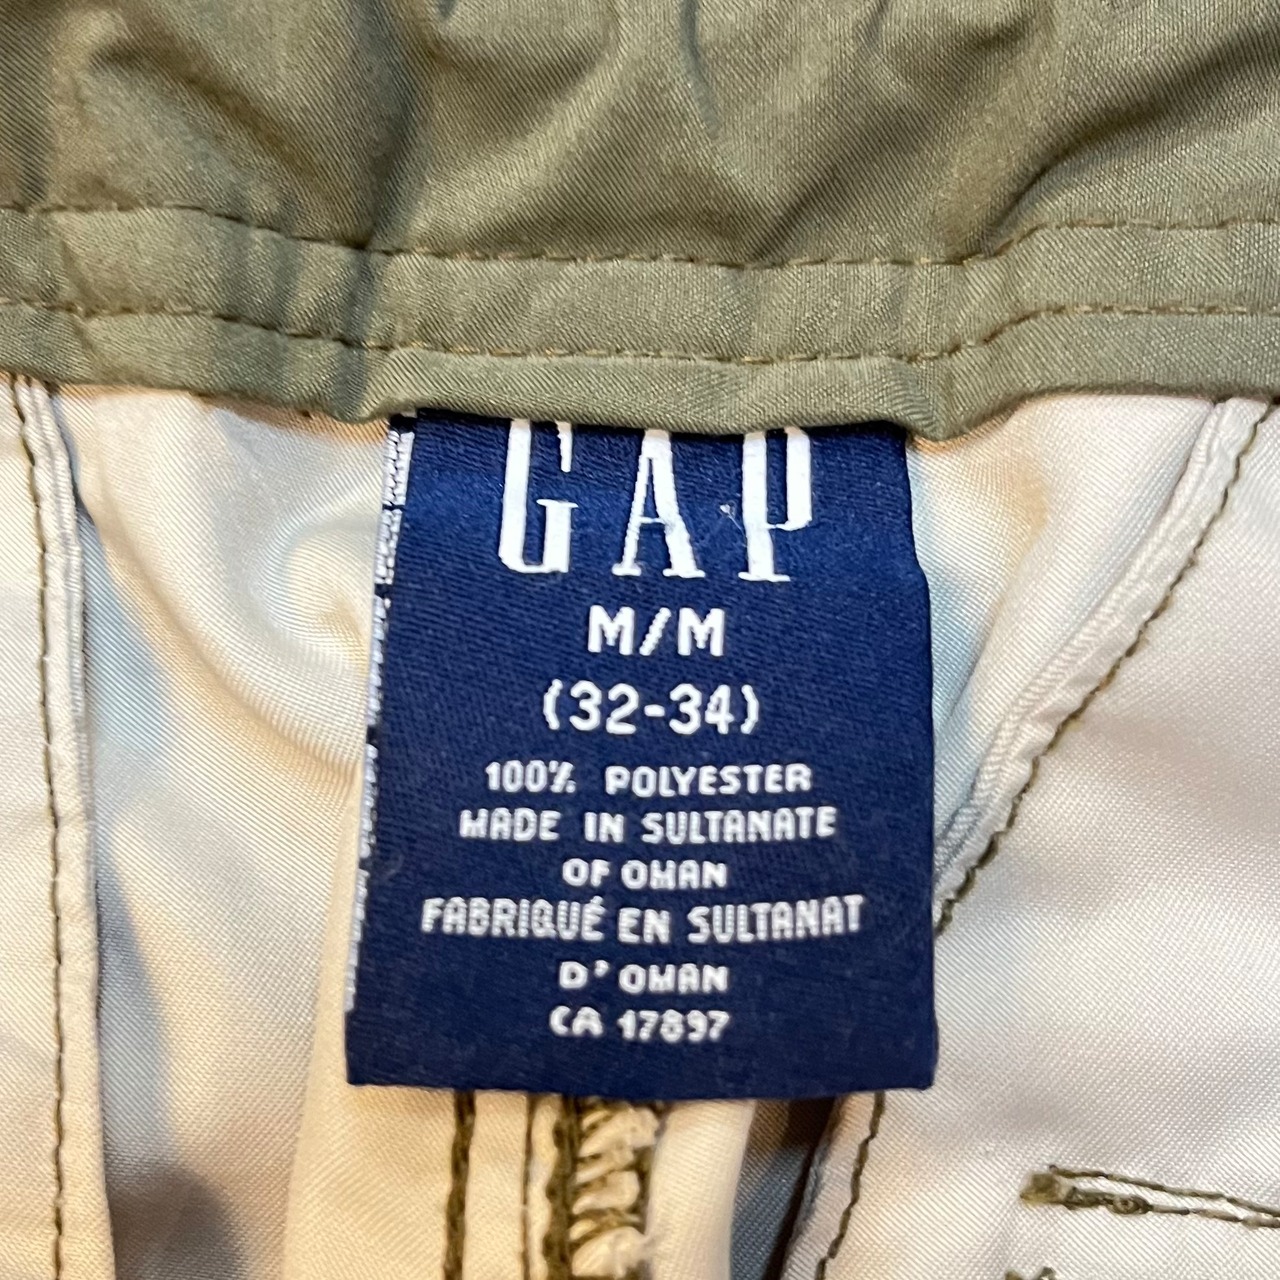 GAP
M/M
(32-34)
100% POLYESTER
MADE IN SULTANATE
OF OMAN
FABRIQUÉ EN SULTANAT
D'OMAN
CA 17897